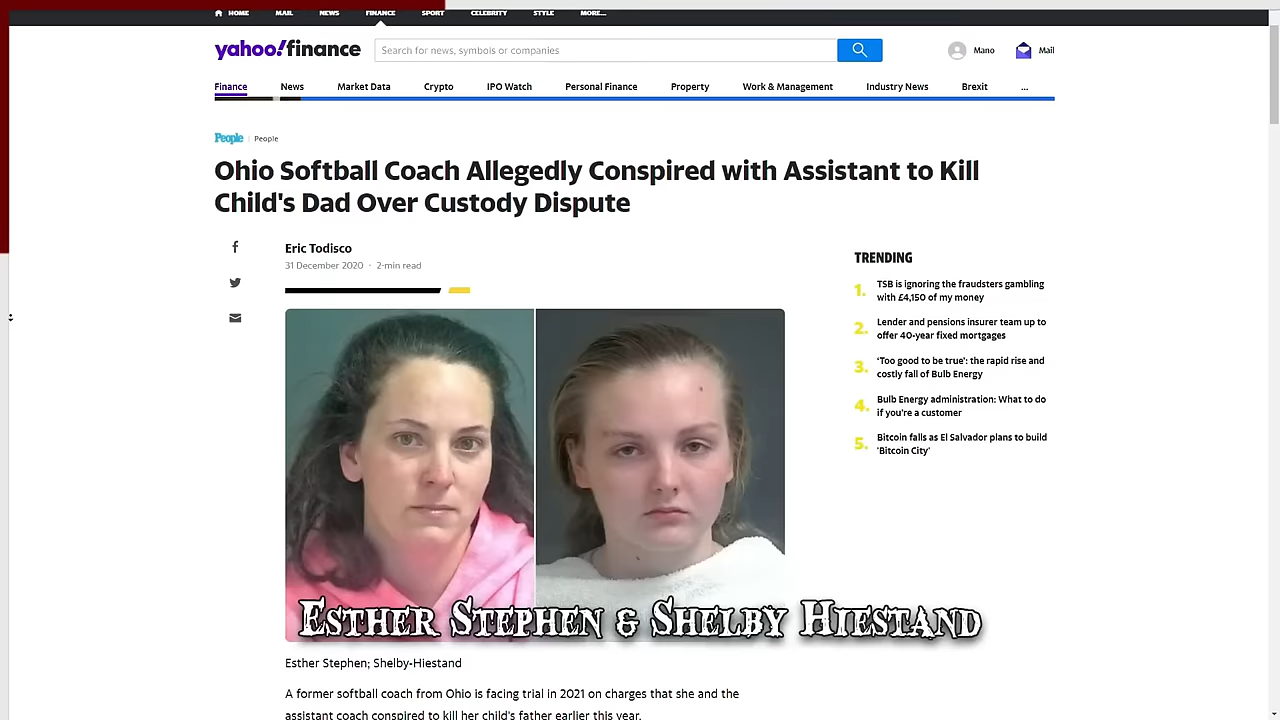 HOME MAIL NEWS FINANCE SPORT CELEBRITY STYLE MORE...
yahoo!finance
Search for news, symbols or companies
Mano
Mail
Finance News Market Data Crypto IPO Watch Personal Finance Property Work & Management Industry News Brexit ...
People | People
Ohio Softball Coach Allegedly Conspired with Assistant to Kill
Child's Dad Over Custody Dispute
Eric Todisco
31 December 2020 · 2-min read
TRENDING
1. TSB is ignoring the fraudsters gambling
with £4,150 of my money
2. Lender and pensions insurer team up to
offer 40-year fixed mortgages
3. 'Too good to be true': the rapid rise and
costly fall of Bulb Energy
4. Bulb Energy administration: What to do
if you're a customer
5. Bitcoin falls as El Salvador plans to build
'Bitcoin City'
Esther Stephen & Shelby Hiestand
Esther Stephen; Shelby-Hiestand
A former softball coach from Ohio is facing trial in 2021 on charges that she and the
assistant coach conspired to kill her child's father earlier this year.